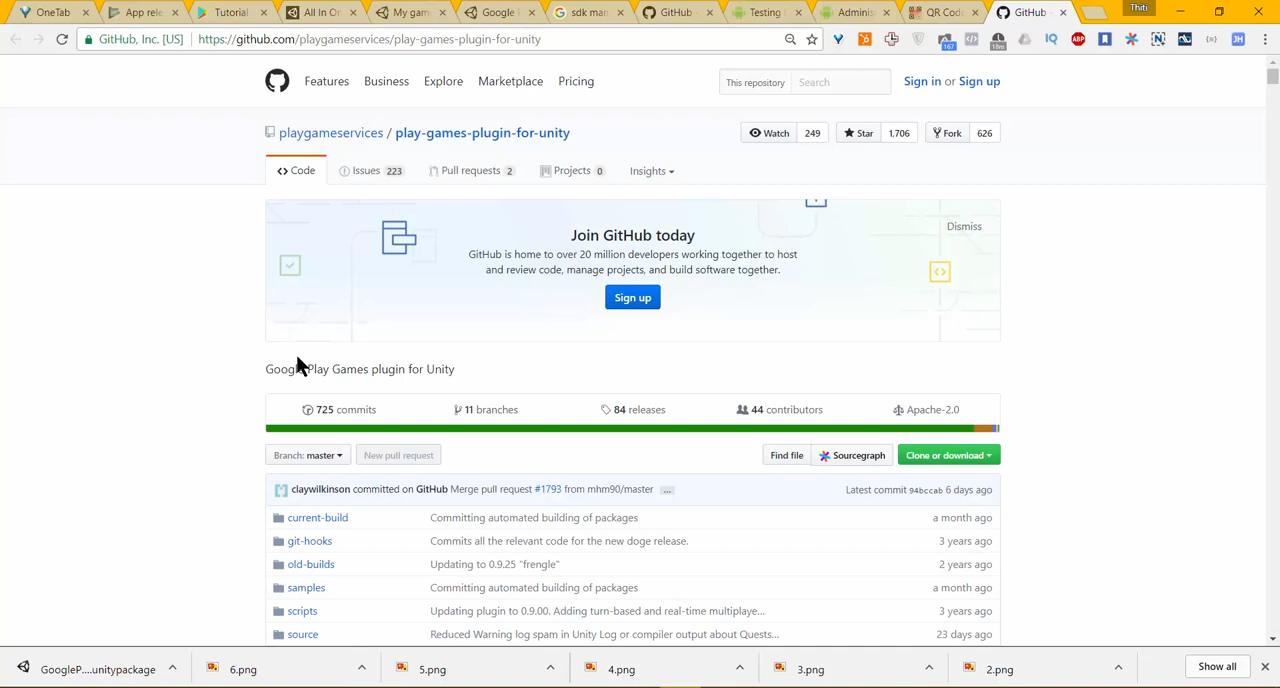 OneTab
App rele
Tutorial
All In On
My game
Google P
sdk man
GitHub -
Testing
Adminis
QR Code
GitHub -
Thiti
GitHub, Inc. [US]
https://github.com/playgameservices/play-games-plugin-for-unity
167
18m
IQ
ABP
JH
Features
Business
Explore
Marketplace
Pricing
This repository
Search
Sign in or Sign up
playgameservices / play-games-plugin-for-unity
Watch 249
Star 1,706
Fork 626
Code
Issues 223
Pull requests 2
Projects 0
Insights
Join GitHub today
Dismiss
GitHub is home to over 20 million developers working together to host
and review code, manage projects, and build software together.
Sign up
Google Play Games plugin for Unity
725 commits
11 branches
84 releases
44 contributors
Apache-2.0
Branch: master
New pull request
Find file
Sourcegraph
Clone or download
claywilkinson committed on GitHub Merge pull request #1793 from mhm90/master ...
Latest commit 94bccab 6 days ago
current-build Committing automated building of packages a month ago
git-hooks Commits all the relevant code for the new doge release. 3 years ago
old-builds Updating to 0.9.25 "frengle" 2 years ago
samples Committing automated building of packages a month ago
scripts Updating plugin to 0.9.00. Adding turn-based and real-time multiplaye... 3 years ago
source Reduced Warning log spam in Unity Log or compiler output about Quests... 23 days ago
GoogleP....unitypackage
6.png
5.png
4.png
3.png
2.png
Show all